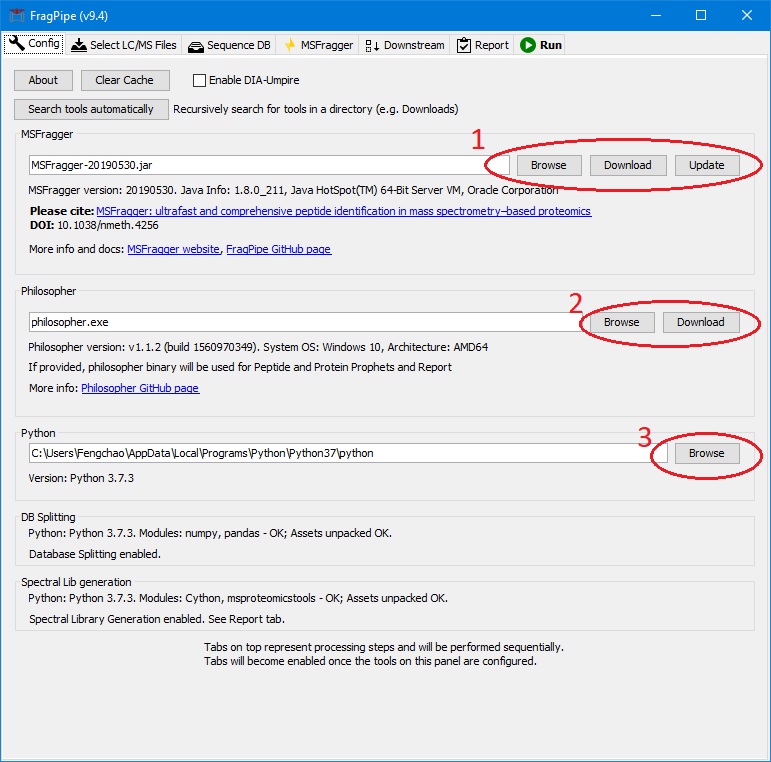 FragPipe (v9.4)
Config Select LC/MS Files Sequence DB MSFragger Downstream Report Run
About Clear Cache Enable DIA-Umpire
Search tools automatically Recursively search for tools in a directory (e.g. Downloads)
MSFragger
1
MSFragger-20190530.jar Browse Download Update
MSFragger version: 20190530. Java Info: 1.8.0_211, Java HotSpot(TM) 64-Bit Server VM, Oracle Corporation
Please cite: MSFragger: ultrafast and comprehensive peptide identification in mass spectrometry–based proteomics
DOI: 10.1038/nmeth.4256
More info and docs: MSFragger website, FragPipe GitHub page
Philosopher
2
philosopher.exe Browse Download
Philosopher version: v1.1.2 (build 1560970349). System OS: Windows 10, Architecture: AMD64
If provided, philosopher binary will be used for Peptide and Protein Prophets and Report
More info: Philosopher GitHub page
Python
3
C:\Users\Fengchao\AppData\Local\Programs\Python\Python37\python Browse
Version: Python 3.7.3
DB Splitting
Python: Python 3.7.3. Modules: numpy, pandas - OK; Assets unpacked OK.
Database Splitting enabled.
Spectral Lib generation
Python: Python 3.7.3. Modules: Cython, msproteomicstools - OK; Assets unpacked OK.
Spectral Library Generation enabled. See Report tab.
Tabs on top represent processing steps and will be performed sequentially.
Tabs will become enabled once the tools on this panel are configured.